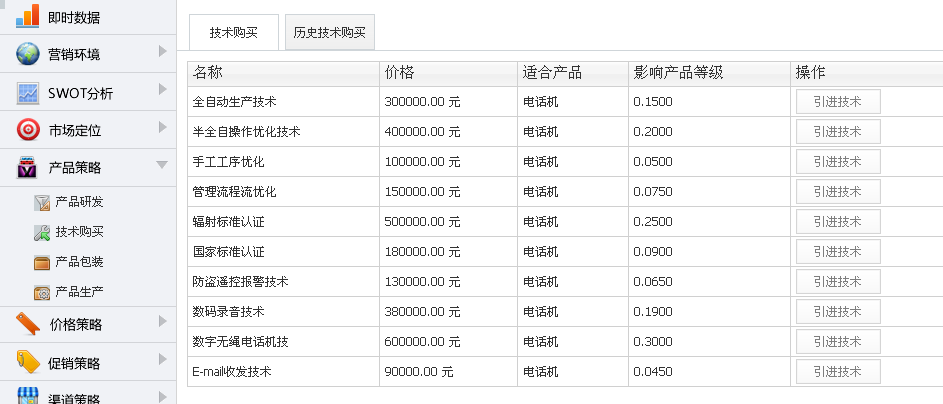 即时数据
营销环境
SWOT分析
市场定位
产品策略
产品研发
技术购买
产品包装
产品生产
价格策略
促销策略
渠道策略
技术购买 历史技术购买
名称 价格 适合产品 影响产品等级 操作
全自动生产技术 300000.00 元 电话机 0.1500 引进技术
半全自操作优化技术 400000.00 元 电话机 0.2000 引进技术
手工工序优化 100000.00 元 电话机 0.0500 引进技术
管理流程流优化 150000.00 元 电话机 0.0750 引进技术
辐射标准认证 500000.00 元 电话机 0.2500 引进技术
国家标准认证 180000.00 元 电话机 0.0900 引进技术
防盗遥控报警技术 130000.00 元 电话机 0.0650 引进技术
数码录音技术 380000.00 元 电话机 0.1900 引进技术
数字无绳电话机技 600000.00 元 电话机 0.3000 引进技术
E-mail收发技术 90000.00 元 电话机 0.0450 引进技术